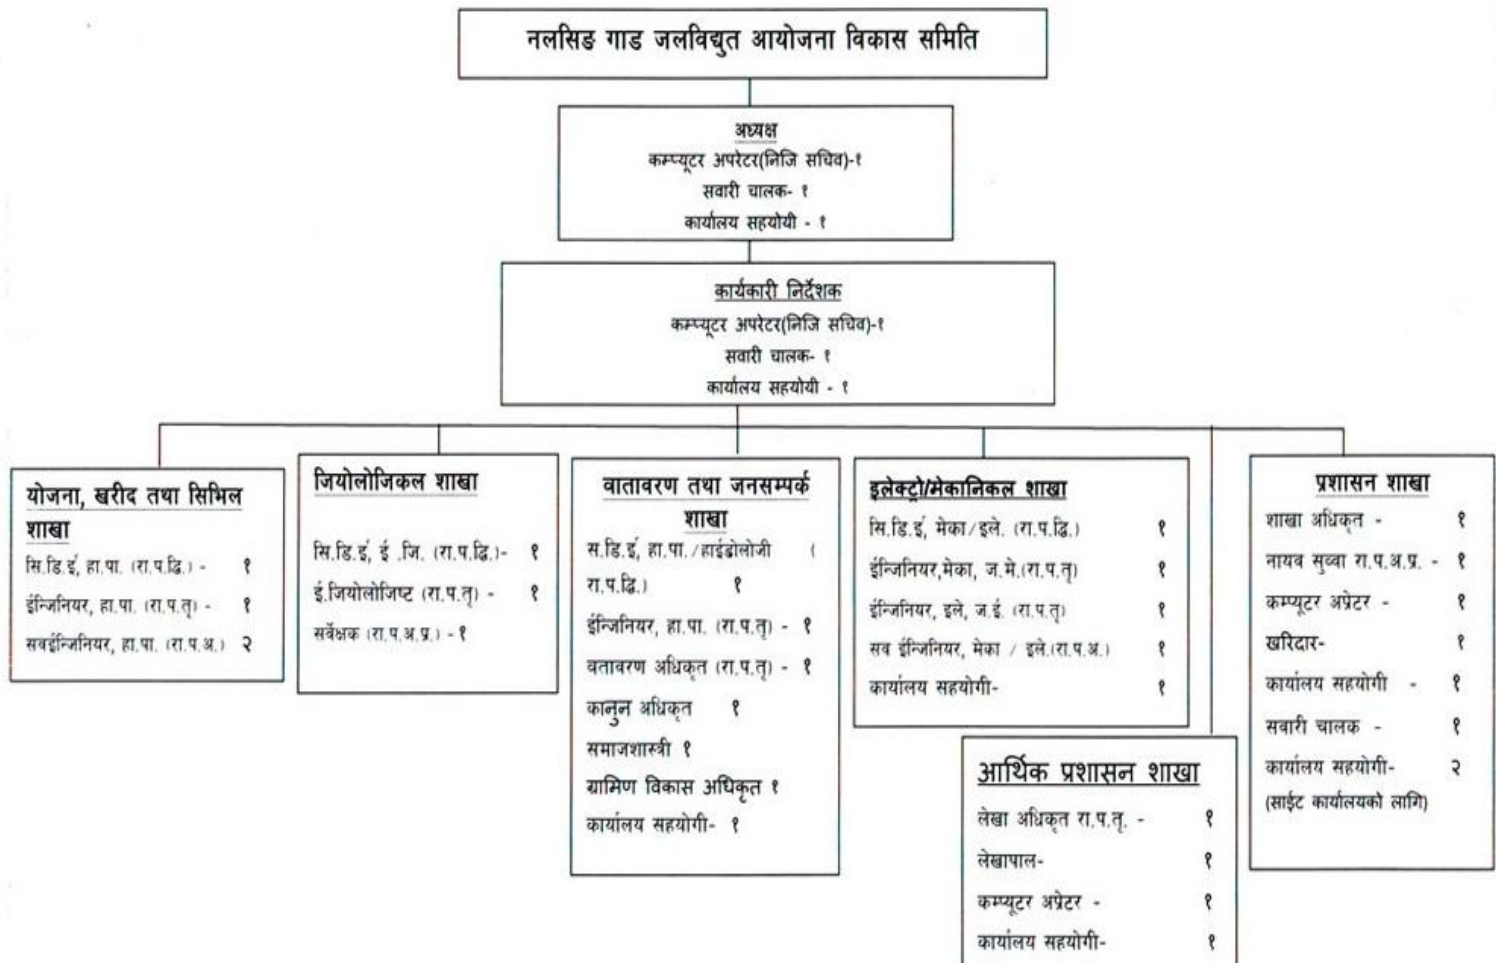 नलसिङ गाड जलविद्युत आयोजना विकास समिति
अध्यक्ष
कम्प्यूटर अपरेटर(निजि सचिव)-१
सवारी चालक- १
कार्यालय सहयोयी - १
कार्यकारी निर्देशक
कम्प्यूटर अपरेटर(निजि सचिव)-१
सवारी चालक- १
कार्यालय सहयोयी - १
योजना, खरीद तथा सिभिल
शाखा
सि.डि.ई, हा.पा. (रा.प.द्वि.) - १
ईन्जिनियर, हा.पा. (रा.प.तृ) - १
सवईन्जिनियर, हा.पा. (रा.प.अ.) २
जियोलोजिकल शाखा
सि.डि.ई, ई .जि. (रा.प.द्वि.)- १
ई.जियोलोजिष्ट (रा.प.तृ) - १
सर्वेक्षक (रा.प.अ.प्र.) - १
वातावरण तथा जनसम्पर्क
शाखा
स.डि.ई, हा.पा./हाईढोलोजी (
रा.प.द्वि.) १
ईन्जिनियर, हा.पा. (रा.प.तृ) - १
वतावरण अधिकृत (रा.प.तृ) - १
कानुन अधिकृत १
समाजशास्त्री १
ग्रामिण विकास अधिकृत १
कार्यालय सहयोगी- १
इलेक्ट्रो/मेकानिकल शाखा
सि.डि.ई, मेका/इले. (रा.प.द्वि.) १
ईन्जिनियर,मेका, ज.मे.(रा.प.तृ) १
ईन्जिनियर, इले, ज.ई. (रा.प.तृ) १
सव ईन्जिनियर, मेका / इले.(रा.प.अ.) १
कार्यालय सहयोगी- १
आर्थिक प्रशासन शाखा
लेखा अधिकृत रा.प.तृ. - १
लेखापाल- १
कम्प्यूटर अप्रेटर - १
कार्यालय सहयोगी- १
प्रशासन शाखा
शाखा अधिकृत - १
नायव सुव्वा रा.प.अ.प्र. - १
कम्प्यूटर अप्रेटर - १
खरिदार- १
कार्यालय सहयोगी - १
सवारी चालक - १
कार्यालय सहयोगी- २
(साईट कार्यालयको लागि)